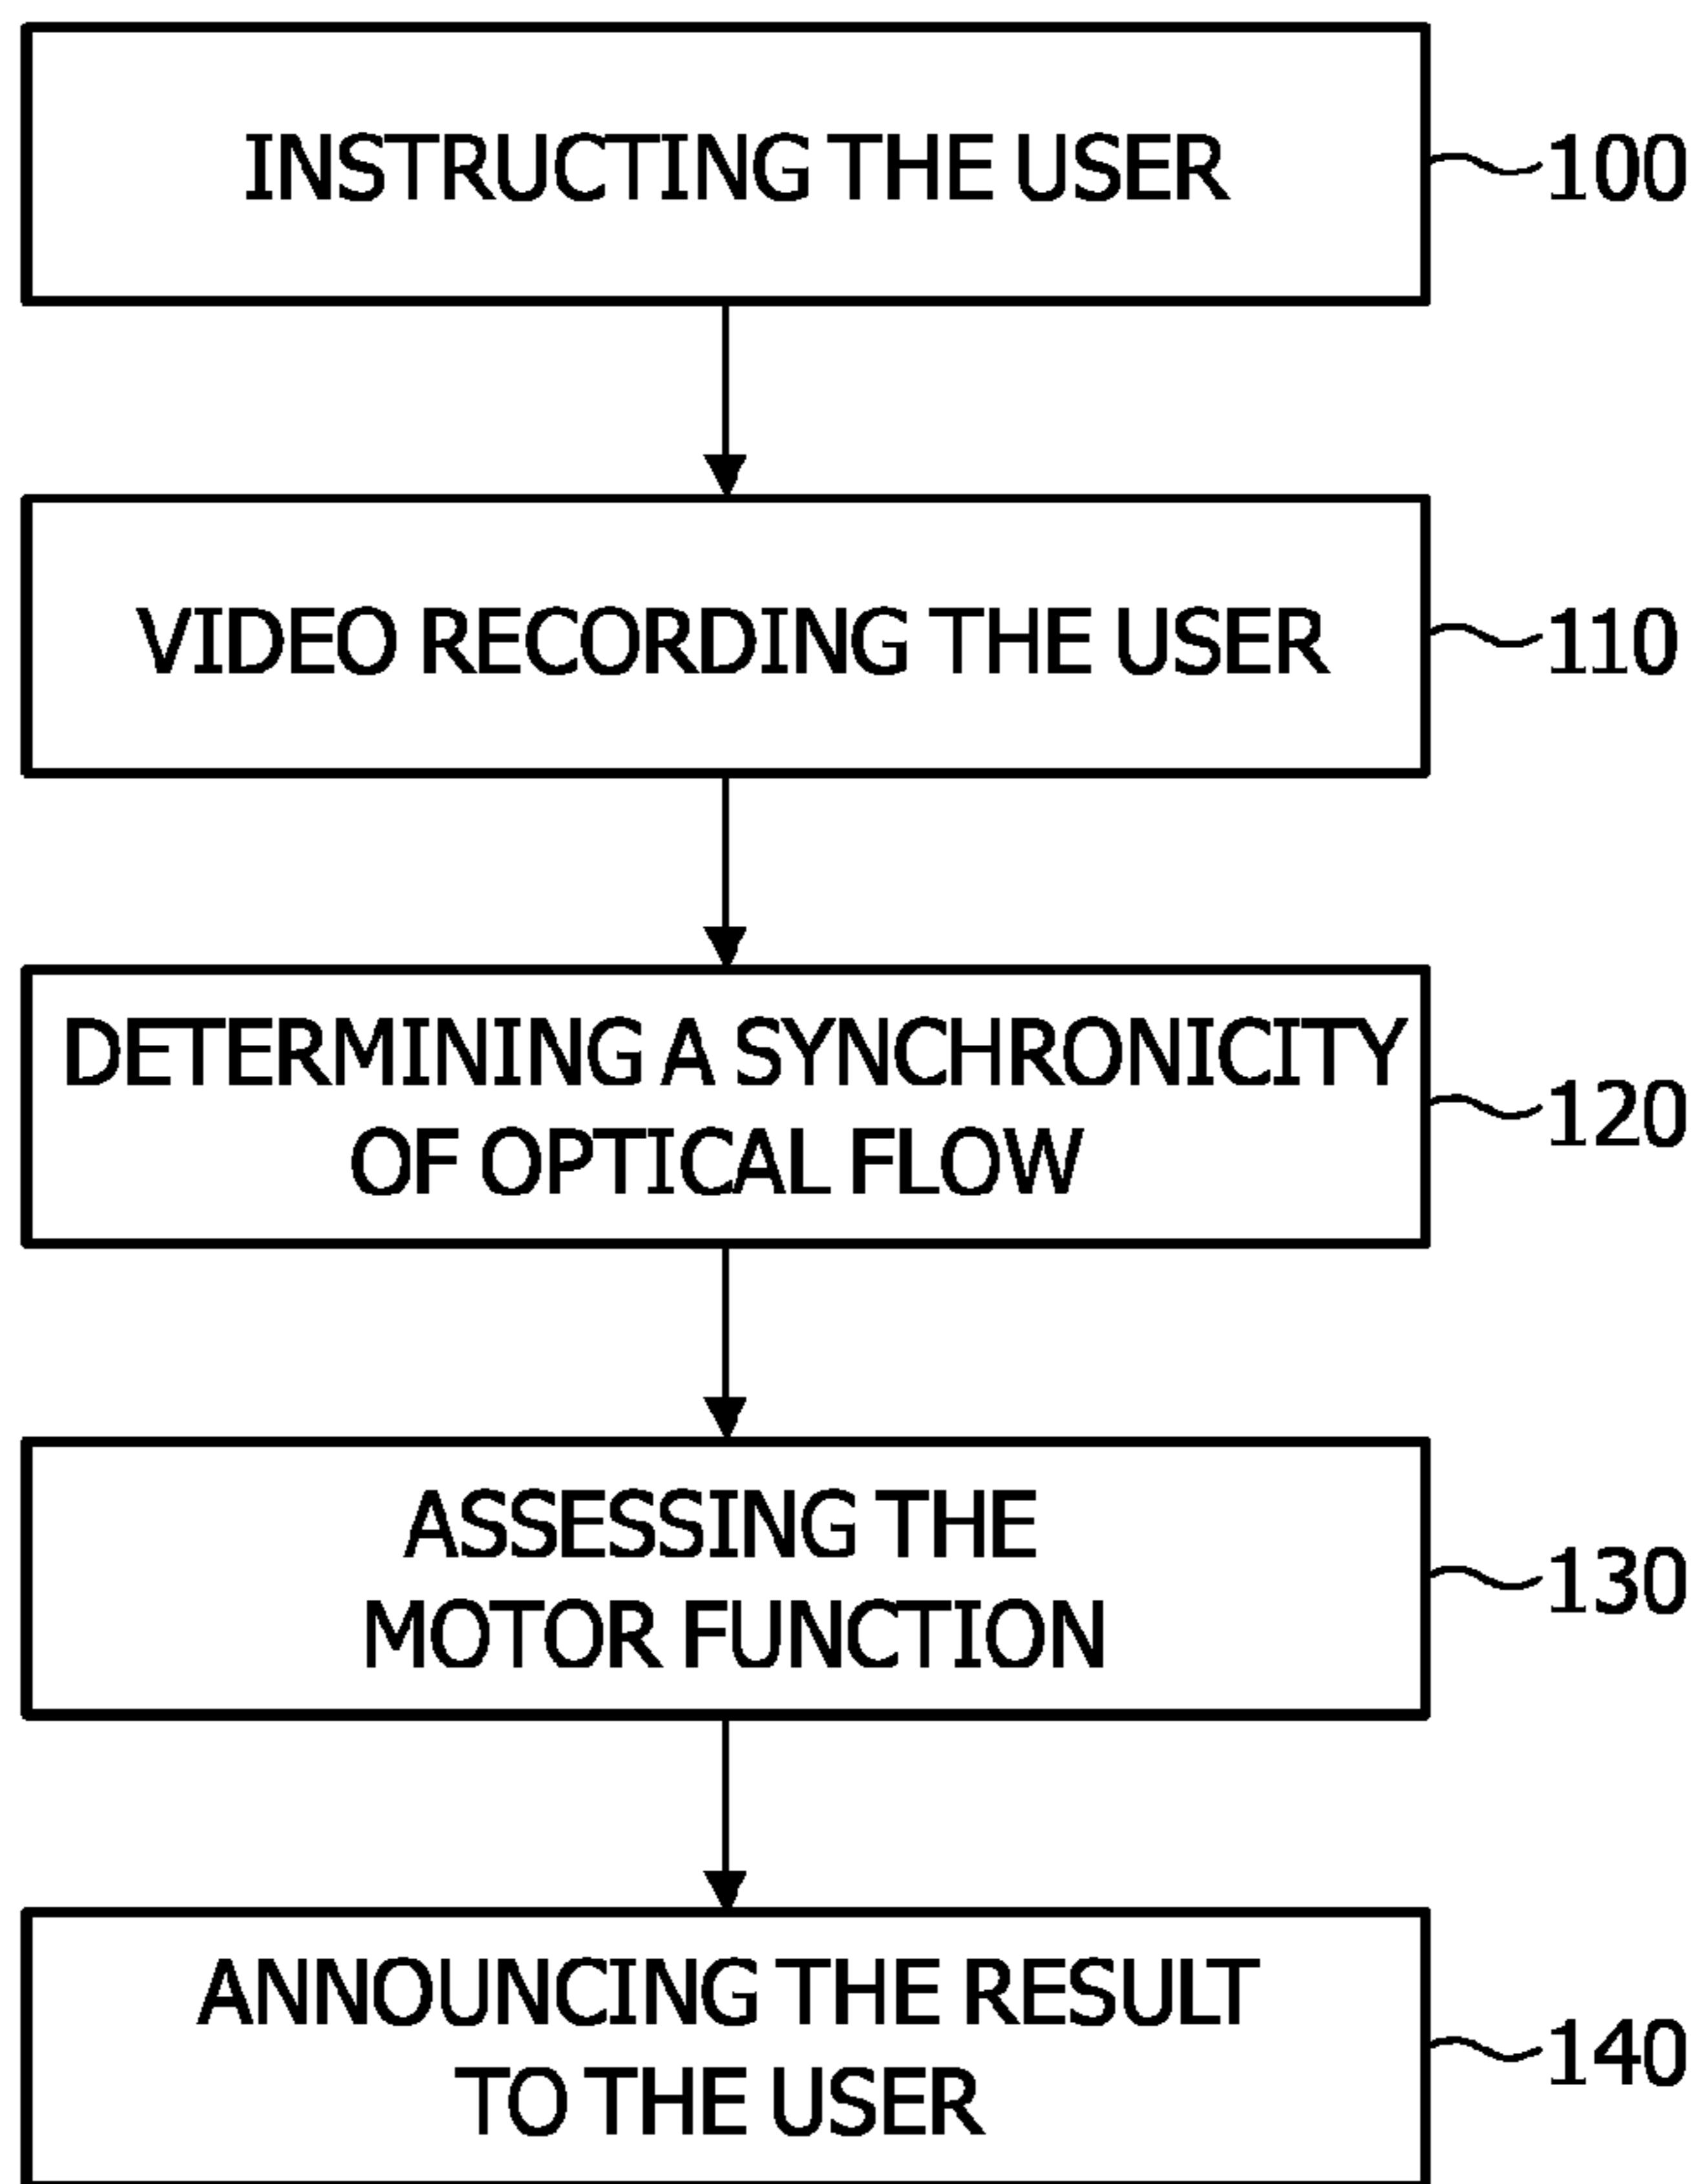 INSTRUCTING THE USER
100
VIDEO RECORDING THE USER
110
DETERMINING A SYNCHRONICITY
OF OPTICAL FLOW
120
ASSESSING THE
MOTOR FUNCTION
130
ANNOUNCING THE RESULT
TO THE USER
140